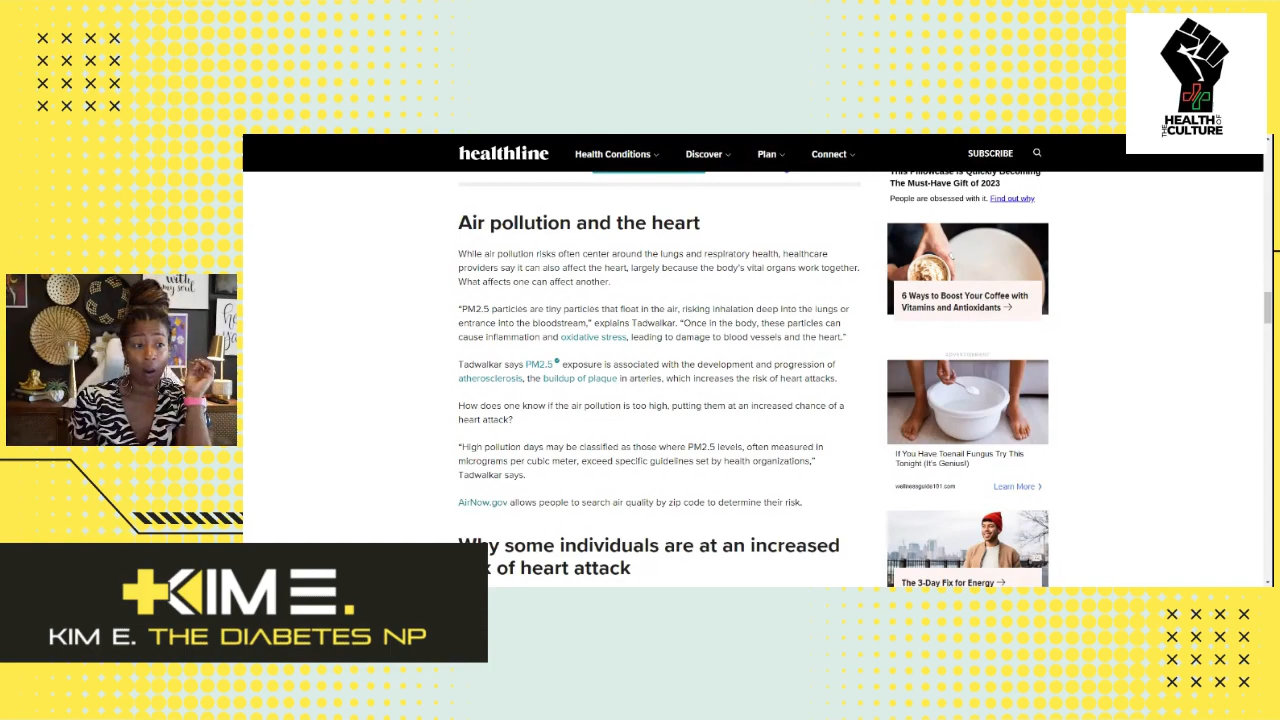 THE HEALTH OF CULTURE
healthline
Health Conditions
Discover
Plan
Connect
SUBSCRIBE
Air pollution and the heart
While air pollution risks often center around the lungs and respiratory health, healthcare
providers say it can also affect the heart, largely because the body's vital organs work together.
What affects one can affect another.
“PM2.5 particles are tiny particles that float in the air, risking inhalation deep into the lungs or
entrance into the bloodstream,” explains Tadwalkar. “Once in the body, these particles can
cause inflammation and oxidative stress, leading to damage to blood vessels and the heart.”
Tadwalkar says PM2.5 exposure is associated with the development and progression of
atherosclerosis, the buildup of plaque in arteries, which increases the risk of heart attacks.
How does one know if the air pollution is too high, putting them at an increased chance of a
heart attack?
“High pollution days may be classified as those where PM2.5 levels, often measured in
micrograms per cubic meter, exceed specific guidelines set by health organizations,”
Tadwalkar says.
AirNow.gov allows people to search air quality by zip code to determine their risk.
Why some individuals are at an increased
of heart attack
This Pillowcase Is Quickly Becoming
The Must-Have Gift of 2023
People are obsessed with it. Find out why
6 Ways to Boost Your Coffee with
Vitamins and Antioxidants →
ADVERTISEMENT
If You Have Toenail Fungus Try This
Tonight (It's Genius!)
wellnessguide101.com
Learn More
The 3-Day Fix for Energy →
with
my soul
KIM E.
KIM E. THE DIABETES NP